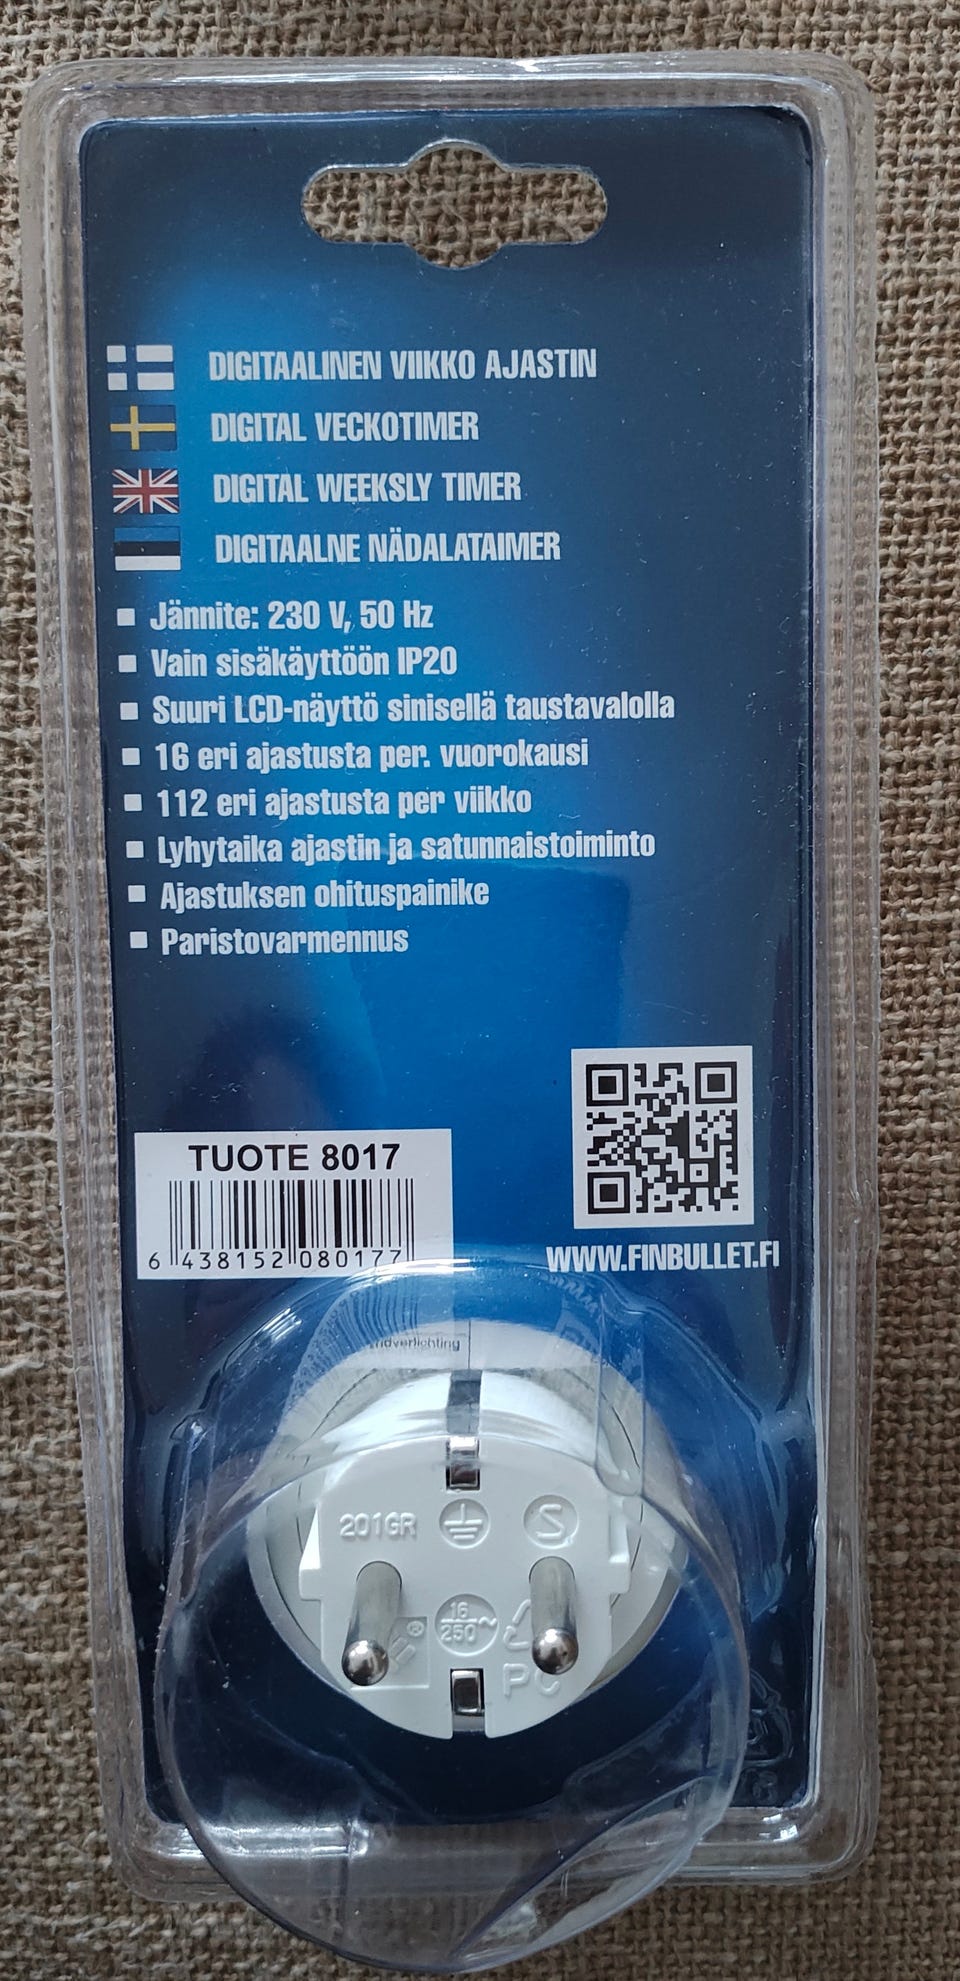 DIGITAALINEN VIIKKO AJASTIN
DIGITAL VECKOTIMER
DIGITAL WEEKSLY TIMER
DIGITAALNE NÄDALATAIMER
Jännite: 230 V, 50 Hz
Vain sisäkäyttöön IP20
Suuri LCD-näyttö sinisellä taustavalolla
16 eri ajastusta per. vuorokausi
112 eri ajastusta per viikko
Lyhytaika ajastin ja satunnaistoiminto
Ajastuksen ohituspainike
Paristovarmennus
TUOTE 8017
6 438152 080177
WWW.FINBULLET.FI
201GR
S
16
250~